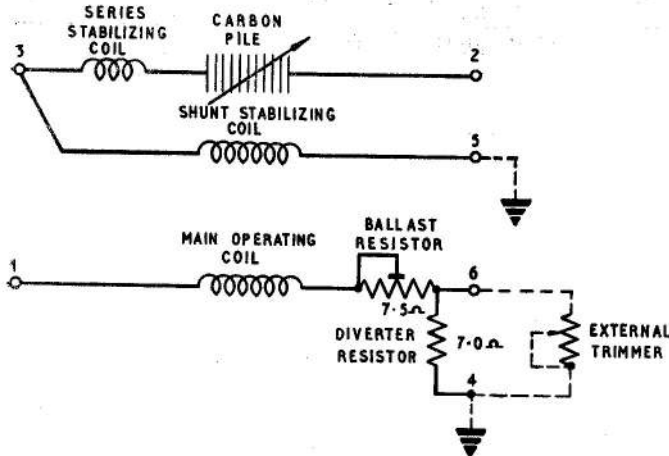 SERIES
STABILIZING
COIL
CARBON
PILE
3
2
SHUNT STABILIZING
COIL
5
BALLAST
RESISTOR
MAIN OPERATING
COIL
1
6
7·5Ω
DIVERTER
RESISTOR
7·0Ω
EXTERNAL
TRIMMER
4